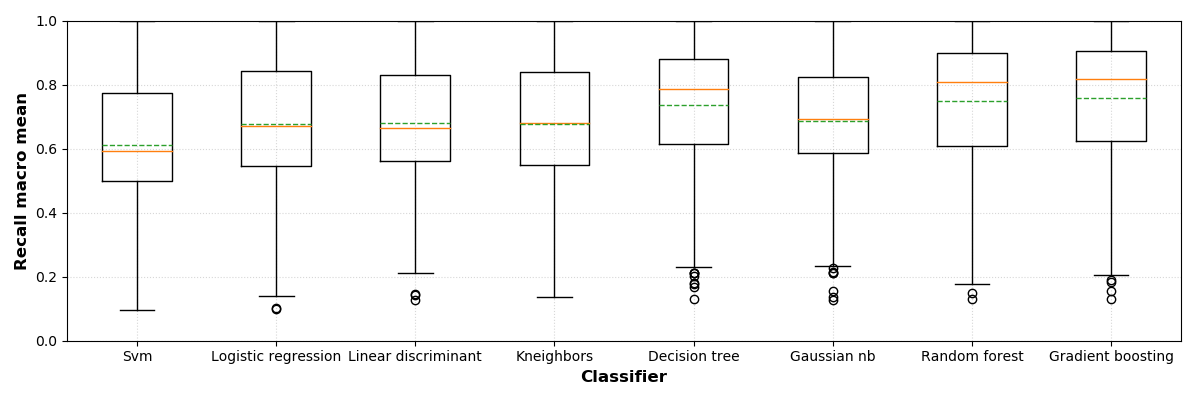 1.0
0.8
0.6
0.4
0.2
0.0
Recall macro mean
Svm Logistic regression Linear discriminant Kneighbors Decision tree Gaussian nb Random forest Gradient boosting
Classifier